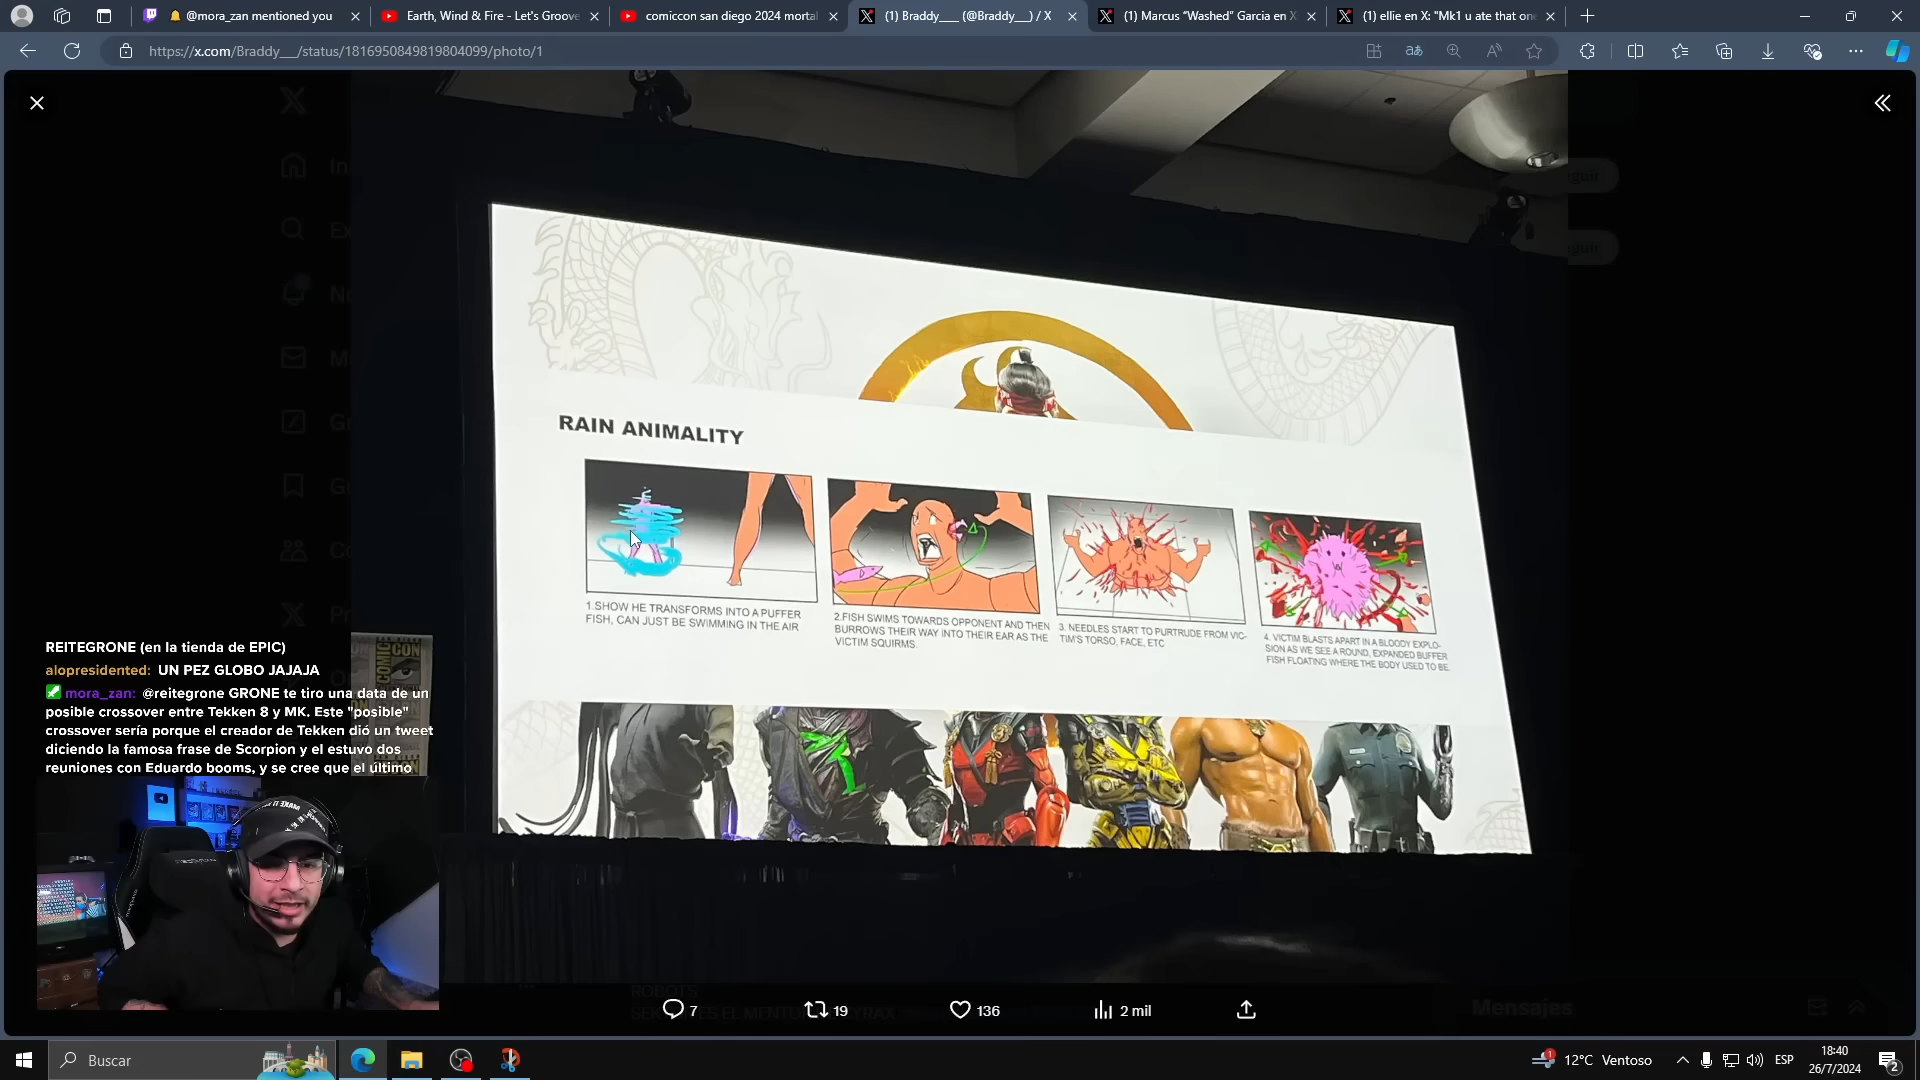 @mora_zan mentioned you
Earth, Wind & Fire - Let's Groove
comiccon san diego 2024 mortal
(1) Braddy___ (@Braddy___) / X
(1) Marcus “Washed” Garcia en X
(1) ellie en X: "Mk1 u ate that one
https://x.com/Braddy___/status/1816950849819804099/photo/1
RAIN ANIMALITY
1.SHOW HE TRANSFORMS INTO A PUFFER
FISH, CAN JUST BE SWIMMING IN THE AIR
2.FISH SWIMS TOWARDS OPPONENT AND THEN
BURROWS THEIR WAY INTO THEIR EAR AS THE
VICTIM SQUIRMS.
3. NEEDLES START TO PURTRUDE FROM VIC-
TIM'S TORSO, FACE, ETC
4. VICTIM BLASTS APART IN A BLOODY EXPLO-
SION AS WE SEE A ROUND, EXPANDED BUFFER
FISH FLOATING WHERE THE BODY USED TO BE.
REITEGRONE (en la tienda de EPIC)
alopresidented: UN PEZ GLOBO JAJAJA
mora_zan: @reitegrone GRONE te tiro una data de un
posible crossover entre Tekken 8 y MK. Este "posible"
crossover sería porque el creador de Tekken dió un tweet
diciendo la famosa frase de Scorpion y el estuvo dos
reuniones con Eduardo booms, y se cree que el último
COMIC CON
ROBOTS
Mensajes
7
19
136
2 mil
Buscar
12°C Ventoso
ESP
18:40
26/7/2024
2